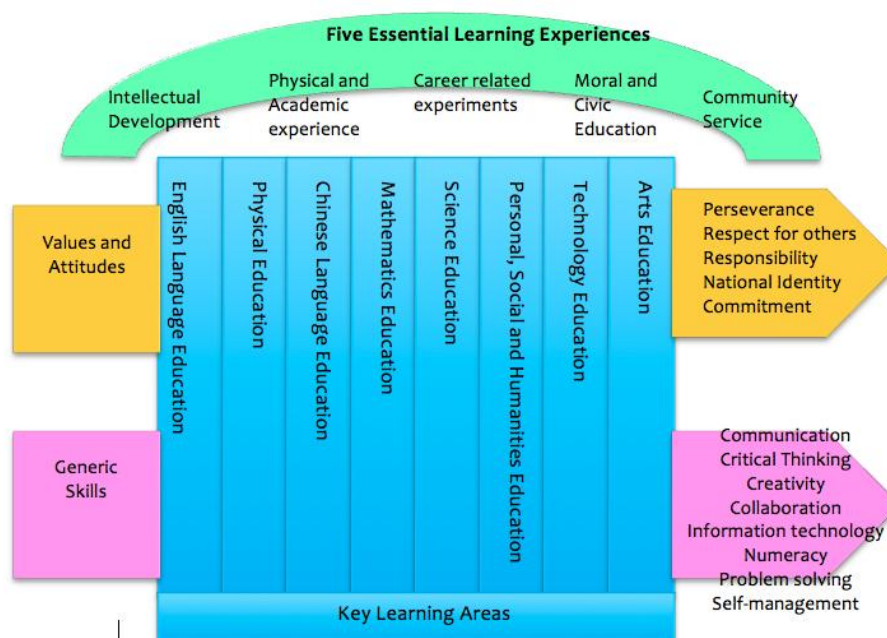 Five Essential Learning Experiences
Intellectual
Development
Physical and
Academic
experience
Career related
experiments
Moral and
Civic
Education
Community
Service
Values and
Attitudes
English Language Education
Physical Education
Chinese Language Education
Mathematics Education
Science Education
Personal, Social and Humanities Education
Technology Education
Arts Education
Perseverance
Respect for others
Responsibility
National Identity
Commitment
Generic
Skills
Communication
Critical Thinking
Creativity
Collaboration
Information technology
Numeracy
Problem solving
Self-management
Key Learning Areas